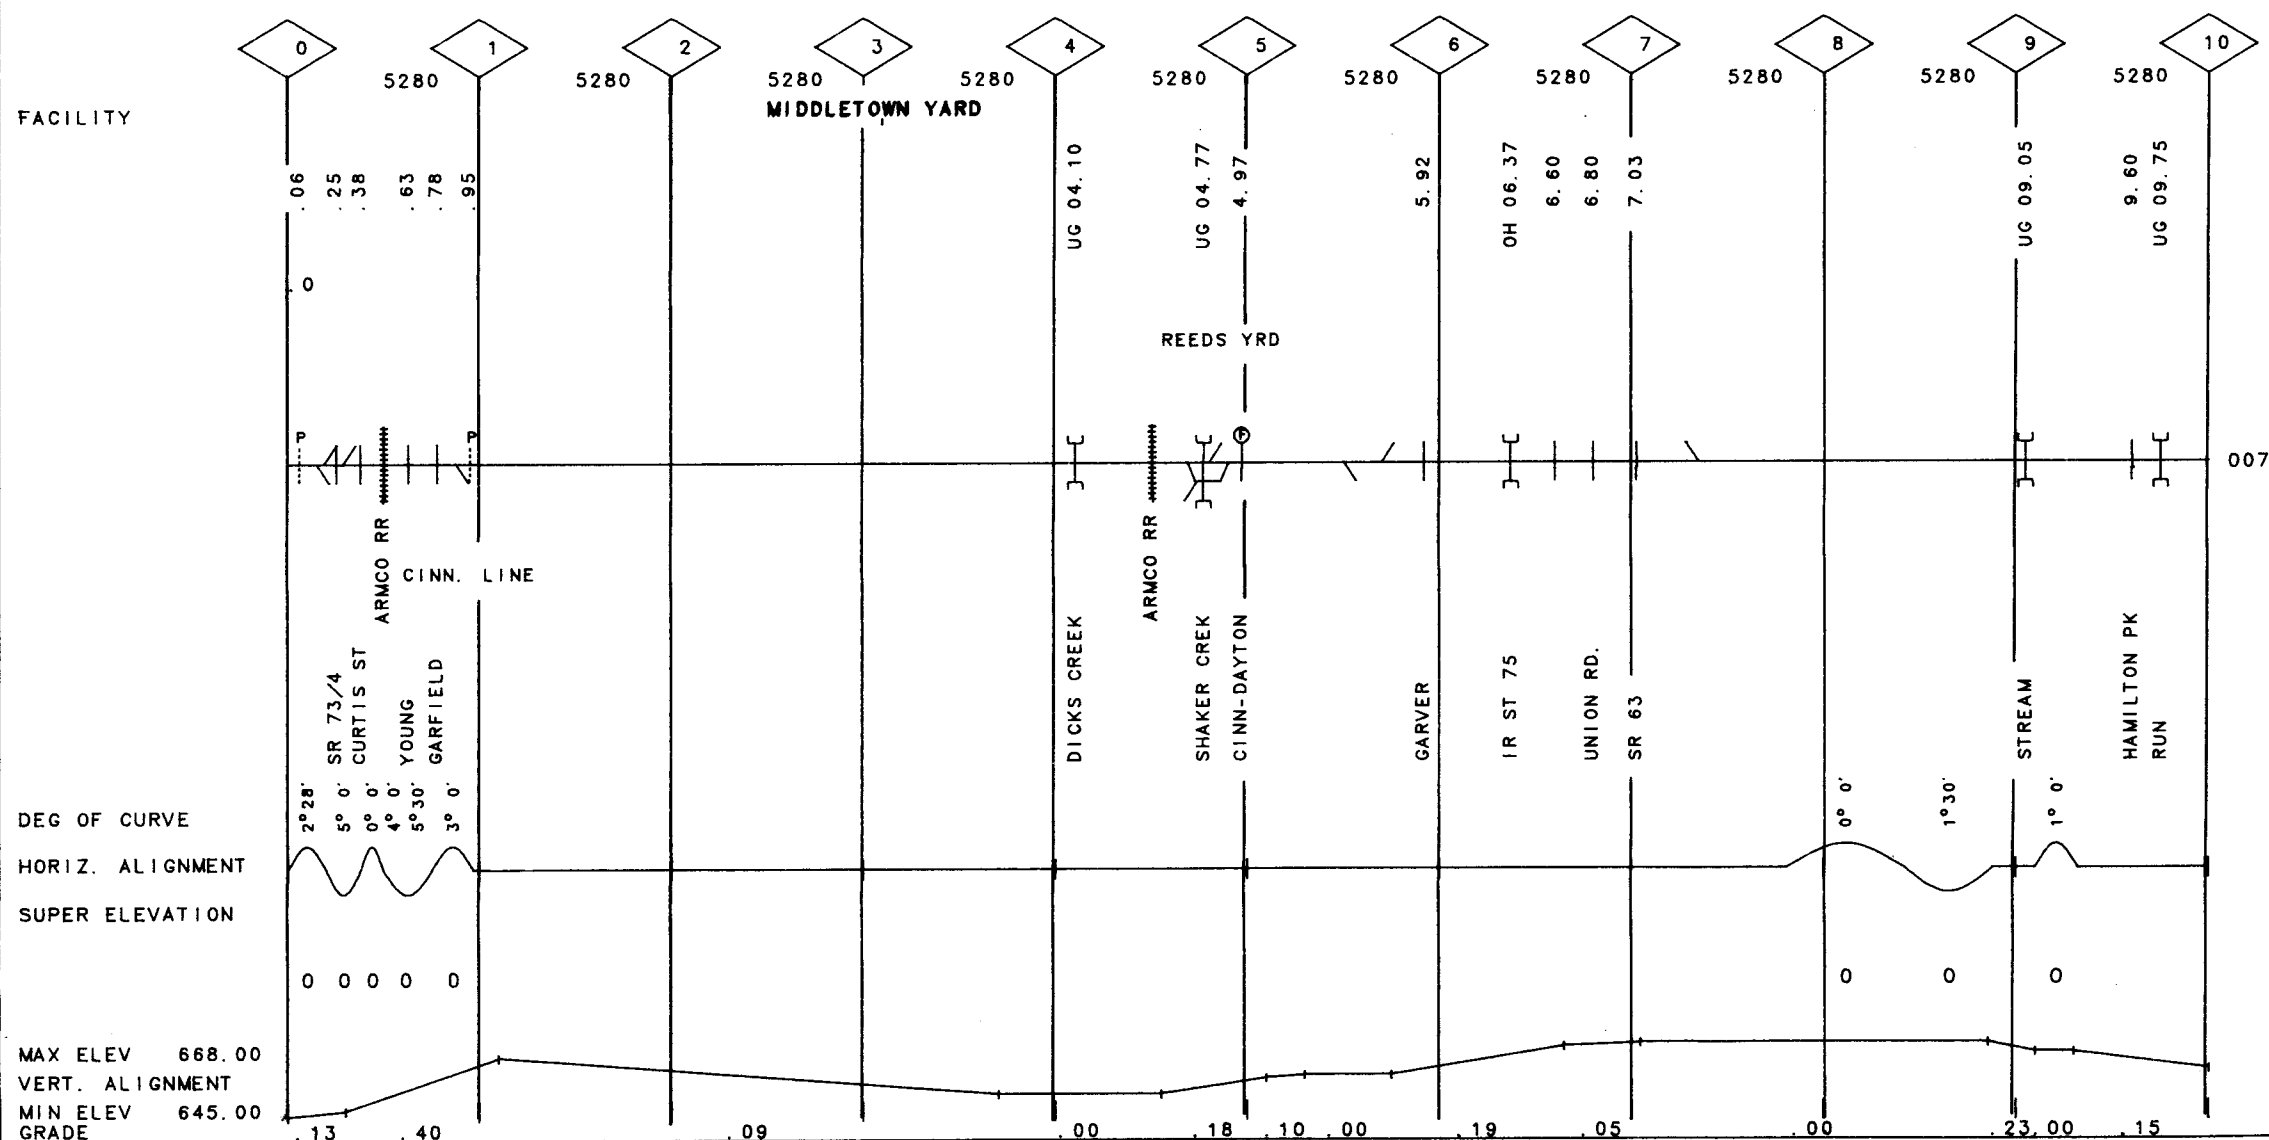 0 1 2 3 4 5 6 7 8 9 10
5280 5280 5280 5280 5280 5280 5280 5280 5280 5280
MIDDLETOWN YARD
FACILITY
.06 .25 .38 .63 .78 .95 UG 04.10 UG 04.77 4.97 5.92 OH 06.37 6.60 6.80 7.03 UG 09.05 9.60 UG 09.75
0
REEDS YRD
P P F
007
ARMCO RR ARMCO RR
CINN. LINE
SR 73/4 CURTIS ST YOUNG GARFIELD DICKS CREEK SHAKER CREK CINN-DAYTON GARVER IR ST 75 UNION RD. SR 63 STREAM HAMILTON PK RUN
DEG OF CURVE 2°28' 5° 0' 0° 0' 4° 0' 5°30' 3° 0' 0° 0' 1°30' 1° 0'
HORIZ. ALIGNMENT
SUPER ELEVATION
0 0 0 0 0 0 0 0
MAX ELEV 668.00
VERT. ALIGNMENT
MIN ELEV 645.00
GRADE .13 .40 .09 .00 .18 .10 .00 .19 .05 .00 .23 .00 .15